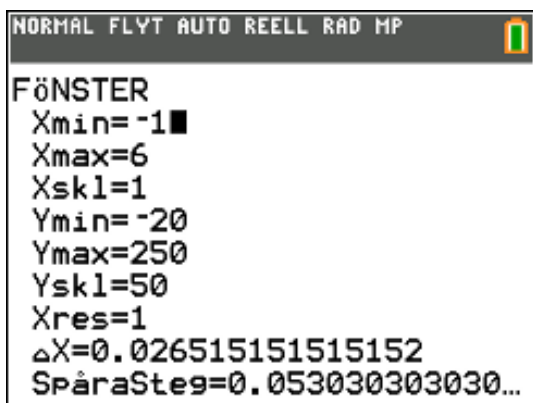 NORMAL FLYT AUTO REELL RAD MP
FöNSTER
Xmin=-1
Xmax=6
Xskl=1
Ymin=-20
Ymax=250
Yskl=50
Xres=1
△X=0.026515151515152
SpåraSteg=0.053030303030…